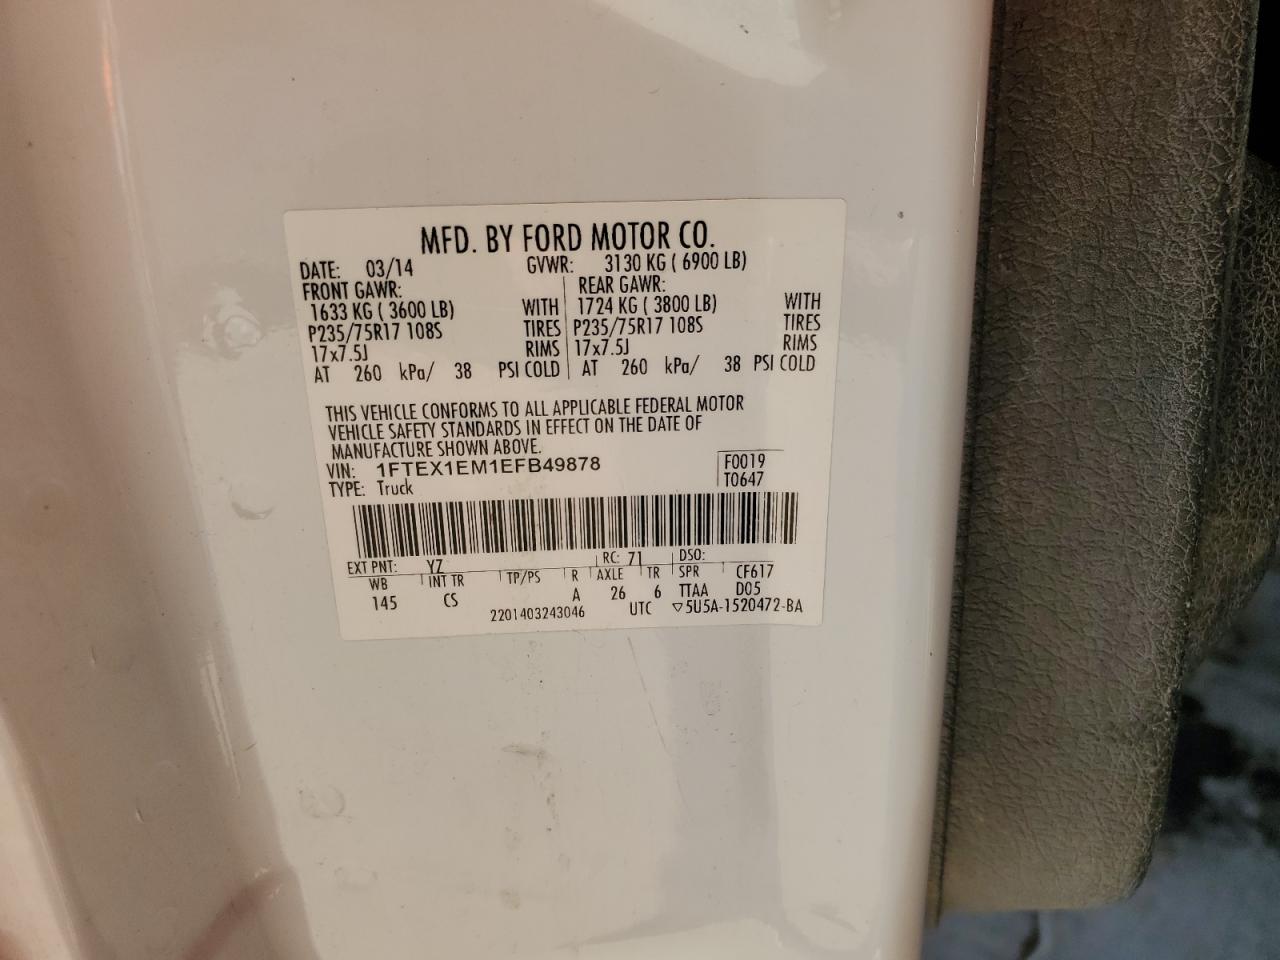 MFD. BY FORD MOTOR CO.
DATE: 03/14 GVWR: 3130 KG ( 6900 LB)
FRONT GAWR: REAR GAWR:
1633 KG ( 3600 LB) WITH 1724 KG ( 3800 LB) WITH
P235/75R17 108S TIRES P235/75R17 108S TIRES
17x7.5J RIMS 17x7.5J RIMS
AT 260 kPa/ 38 PSI COLD AT 260 kPa/ 38 PSI COLD
THIS VEHICLE CONFORMS TO ALL APPLICABLE FEDERAL MOTOR
VEHICLE SAFETY STANDARDS IN EFFECT ON THE DATE OF
MANUFACTURE SHOWN ABOVE.
VIN: 1FTEX1EM1EFB49878 F0019
TYPE: Truck T0647
EXT PNT: YZ RC: 71 DSO:
WB INT TR TP/PS R AXLE TR SPR CF617
145 CS A 26 6 TTAA D05
2201403243046 UTC ▽5U5A-1520472-BA